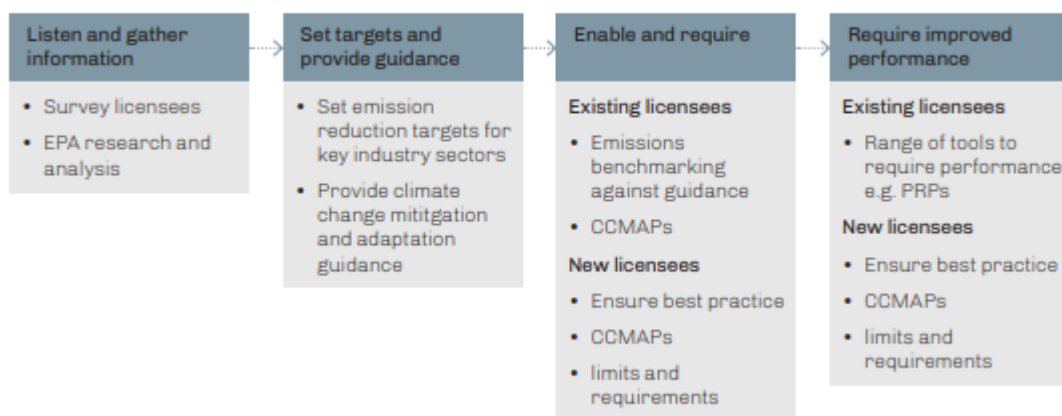 Listen and gather
information
• Survey licensees
• EPA research and
analysis
Set targets and
provide guidance
• Set emission
reduction targets for
key industry sectors
• Provide climate
change mititgation
and adaptation
guidance
Enable and require
Existing licensees
• Emissions
benchmarking
against guidance
• CCMAPs
New licensees
• Ensure best practice
• CCMAPs
• limits and
requirements
Require improved
performance
Existing licensees
• Range of tools to
require performance
e.g. PRPs
New licensees
• Ensure best practice
• CCMAPs
• limits and
requirements